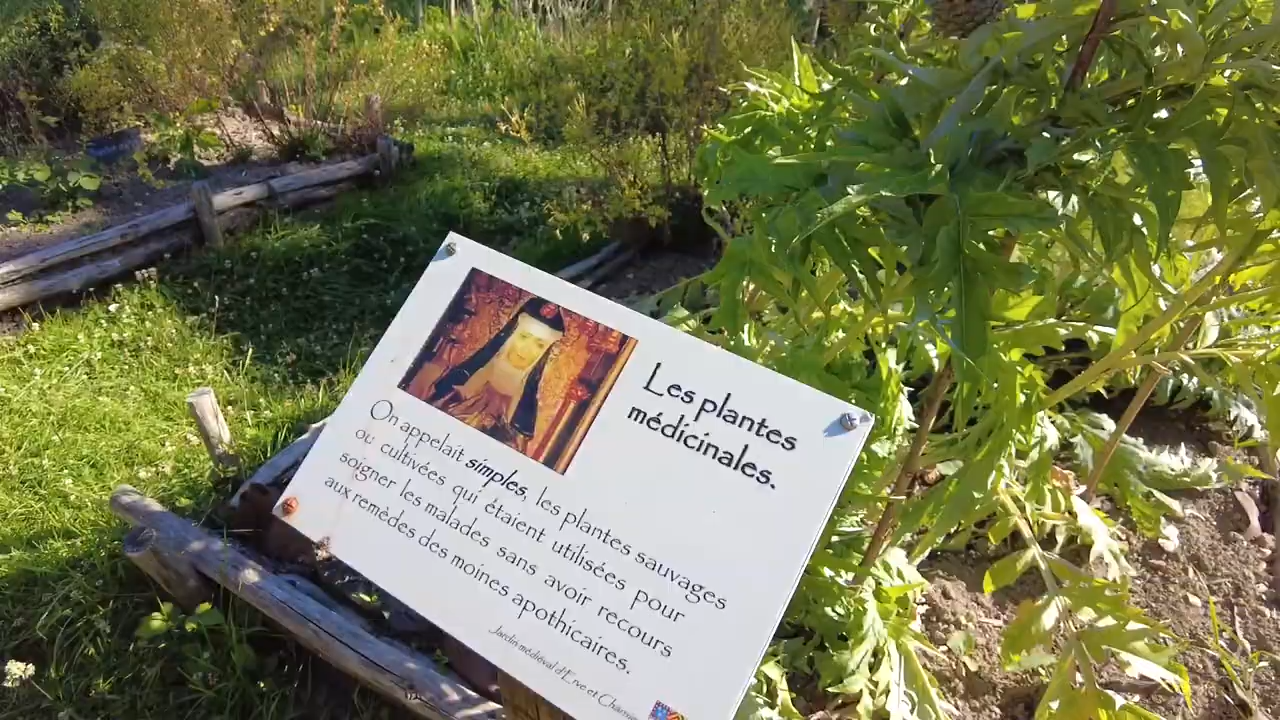 Les plantes
médicinales.
On appelait simples, les plantes sauvages
ou cultivées qui étaient utilisées pour
soigner les malades sans avoir recours
aux remèdes des moines apothicaires.
Jardin médiéval d'Erve et Charnie